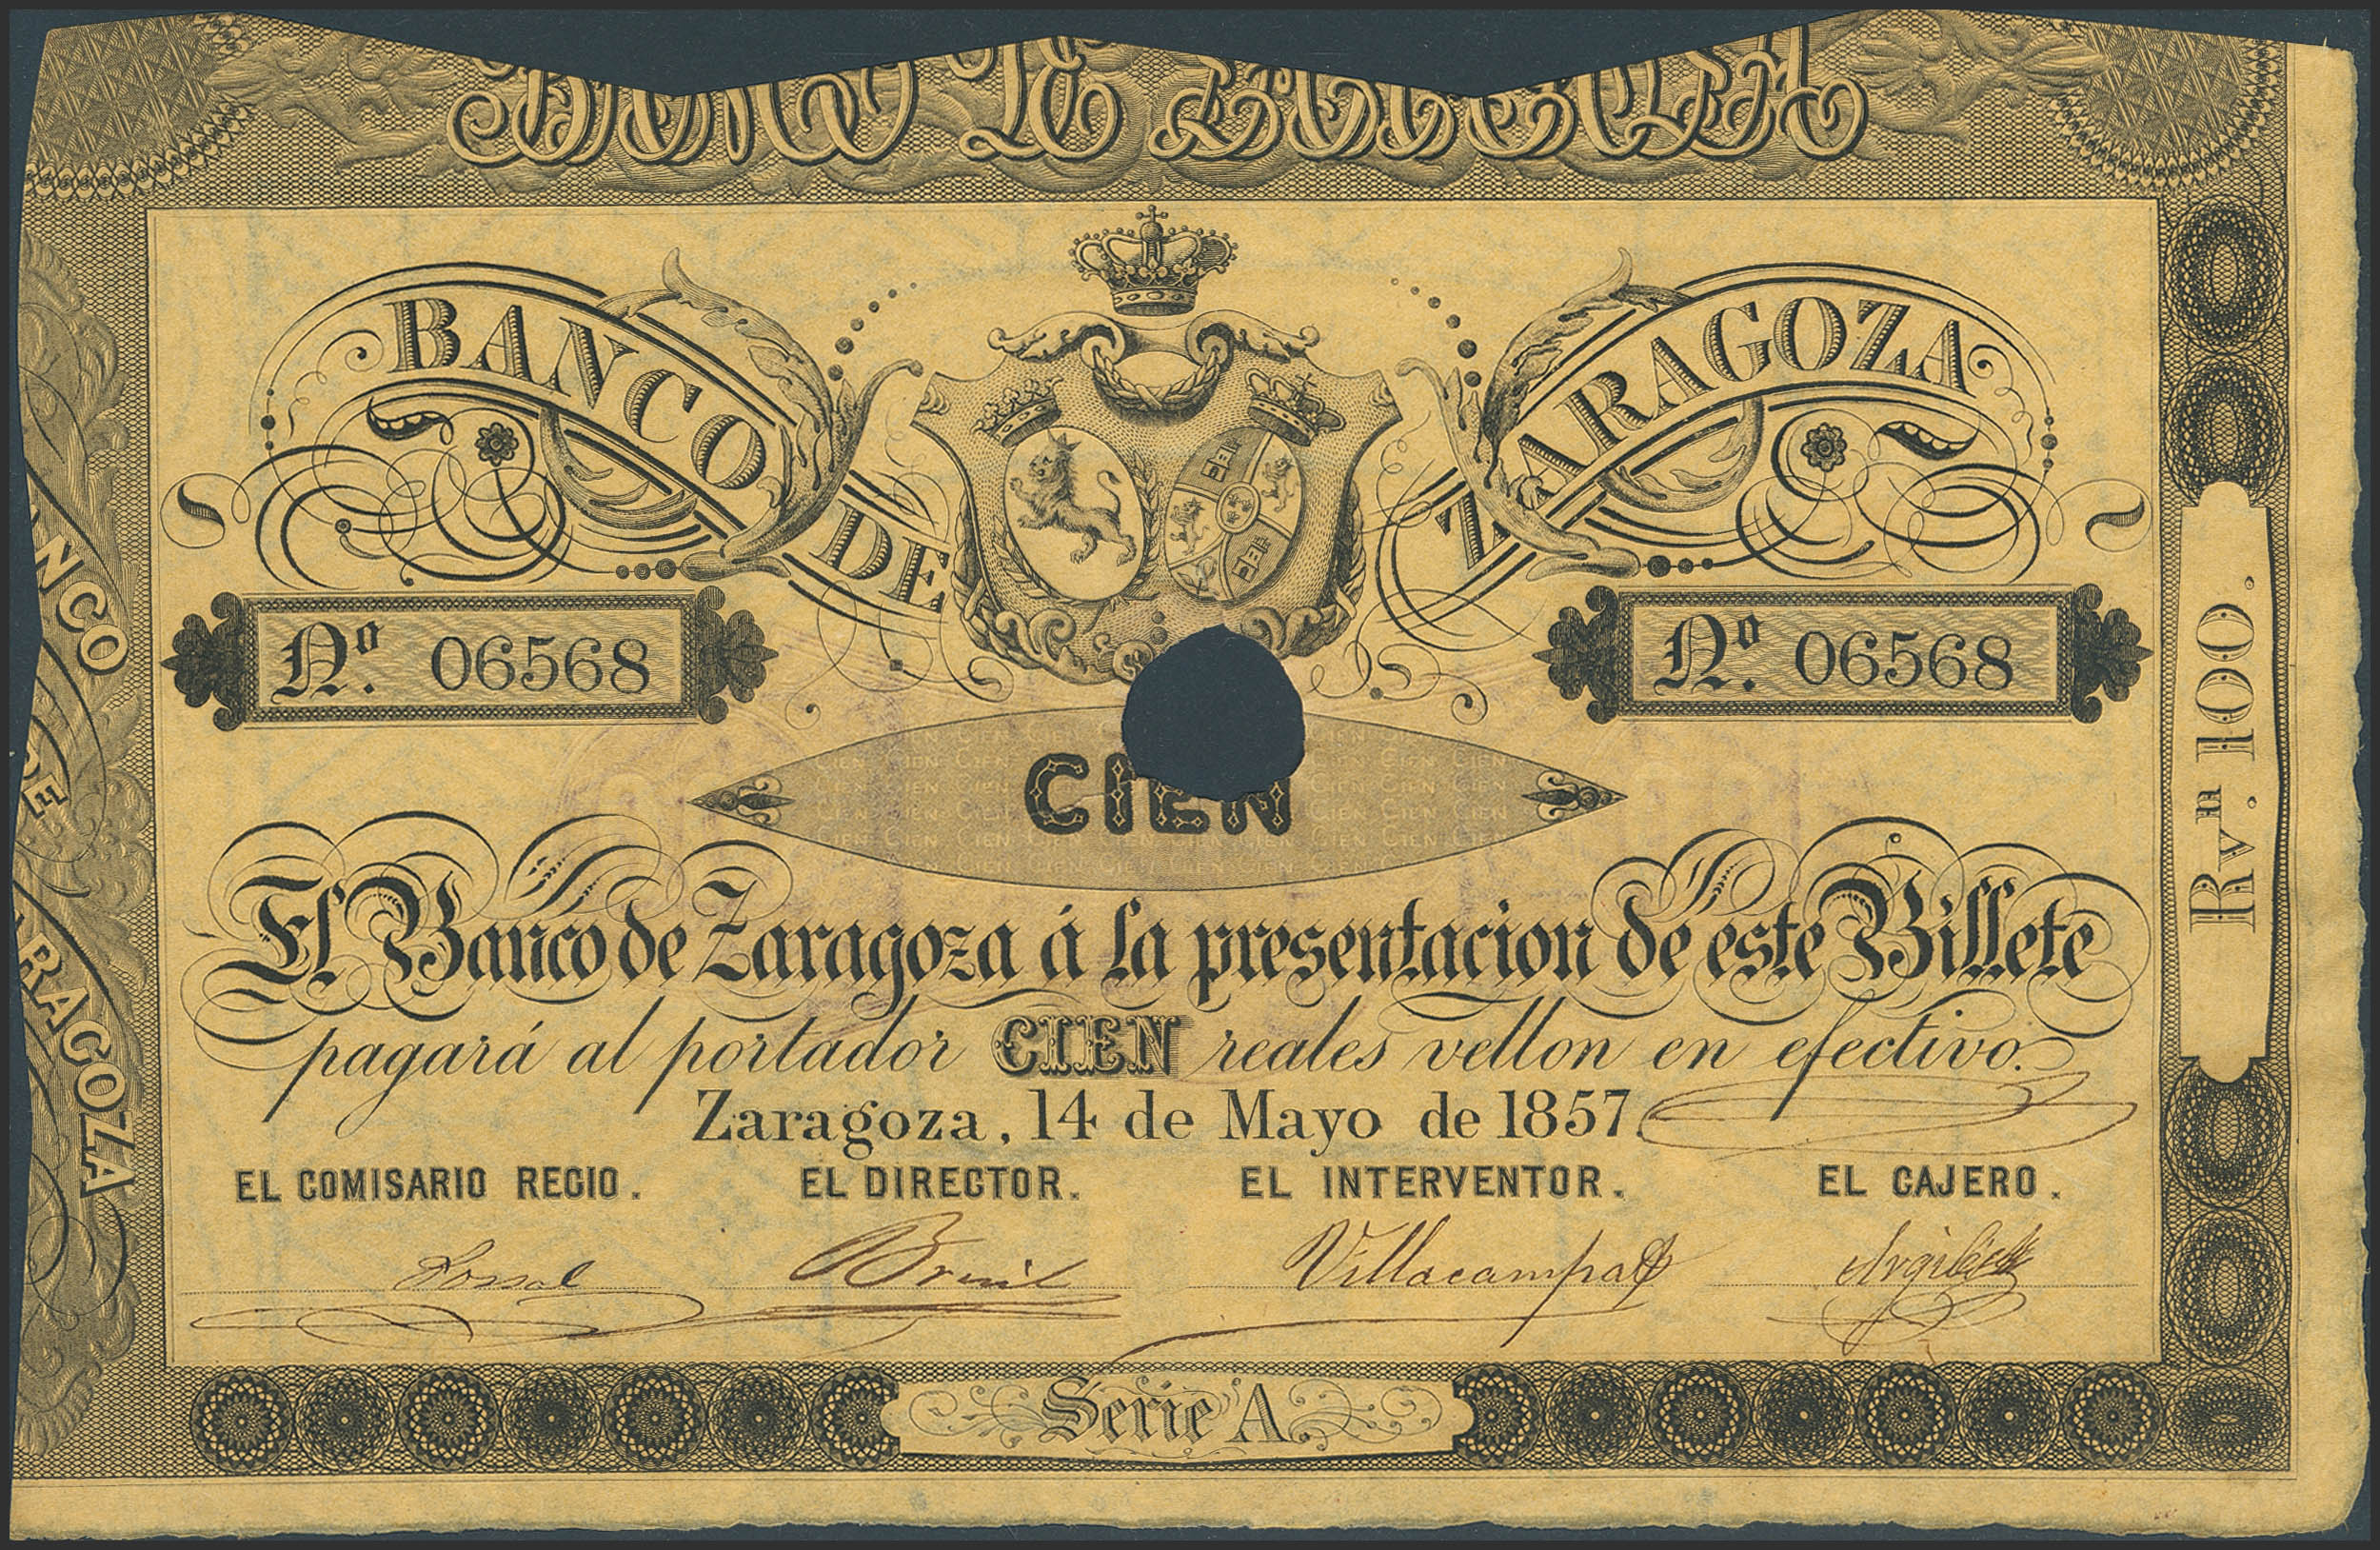 BANCO DE ZARAGOZA
BANCO DE ZARAGOZA
Nº. 06568
Nº. 06568
CIEN
El Banco de Zaragoza á la presentacion de este Billete
pagará al portador CIEN reales vellon en efectivo.
Zaragoza, 14 de Mayo de 1857.
EL COMISARIO REGIO. EL DIRECTOR. EL INTERVENTOR. EL CAJERO.
Bruil Villacampa
Serie A.
Rvn. 100.